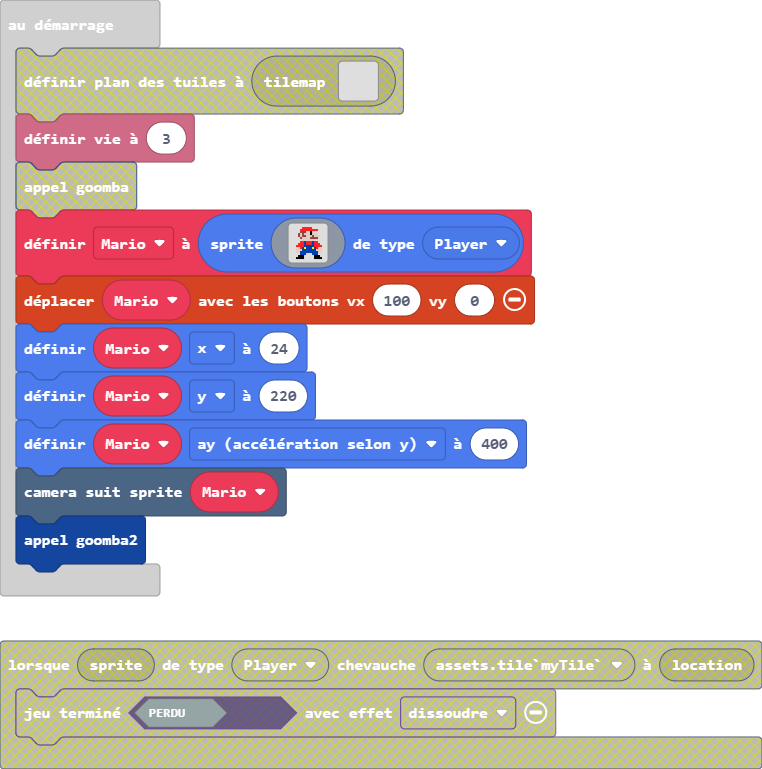 au démarrage
définir plan des tuiles à tilemap
définir vie à 3
appel goomba
définir Mario à sprite de type Player
déplacer Mario avec les boutons vx 100 vy 0
définir Mario x à 24
définir Mario y à 220
définir Mario ay (accélération selon y) à 400
camera suit sprite Mario
appel goomba2
lorsque sprite de type Player chevauche assets.tile`myTile` à location
jeu terminé PERDU avec effet dissoudre